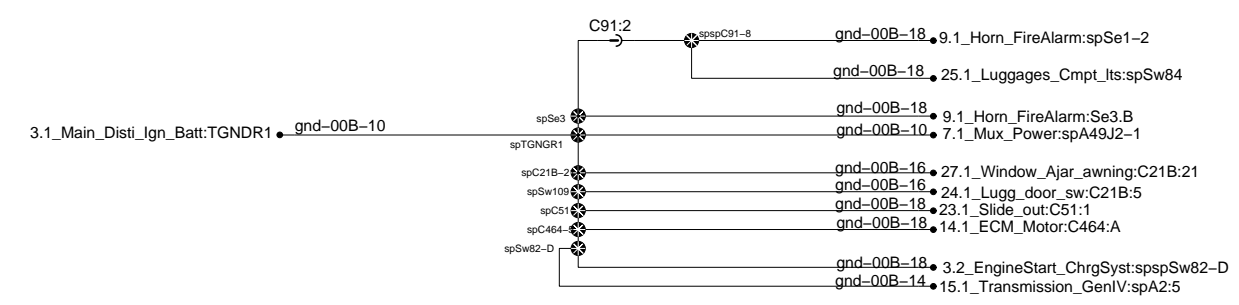 C91:2
spspC91–8
gnd–00B–18
9.1_Horn_FireAlarm:spSe1–2
gnd–00B–18
25.1_Luggages_Cmpt_lts:spSw84
spSe3
gnd–00B–18
9.1_Horn_FireAlarm:Se3.B
3.1_Main_Disti_Ign_Batt:TGNDR1
gnd–00B–10
spTGNGR1
gnd–00B–10
7.1_Mux_Power:spA49J2–1
spC21B–2
gnd–00B–16
27.1_Window_Ajar_awning:C21B:21
spSw109
gnd–00B–16
24.1_Lugg_door_sw:C21B:5
spC51
gnd–00B–18
23.1_Slide_out:C51:1
spC464–
gnd–00B–18
14.1_ECM_Motor:C464:A
spSw82–D
gnd–00B–18
3.2_EngineStart_ChrgSyst:spspSw82–D
gnd–00B–14
15.1_Transmission_GenIV:spA2:5